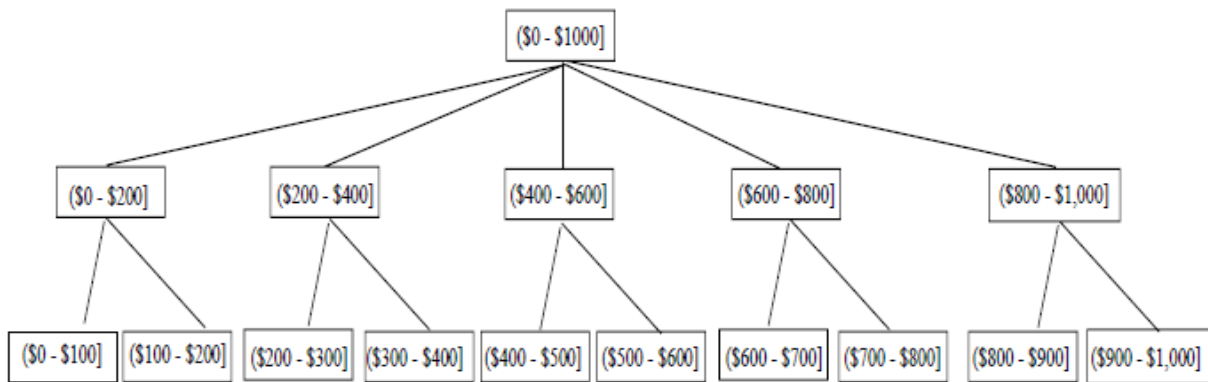 ($0 - $1000]
($0 - $200]
($200 - $400]
($400 - $600]
($600 - $800]
($800 - $1,000]
($0 - $100]
($100 - $200]
($200 - $300]
($300 - $400]
($400 - $500]
($500 - $600]
($600 - $700]
($700 - $800]
($800 - $900]
($900 - $1,000]